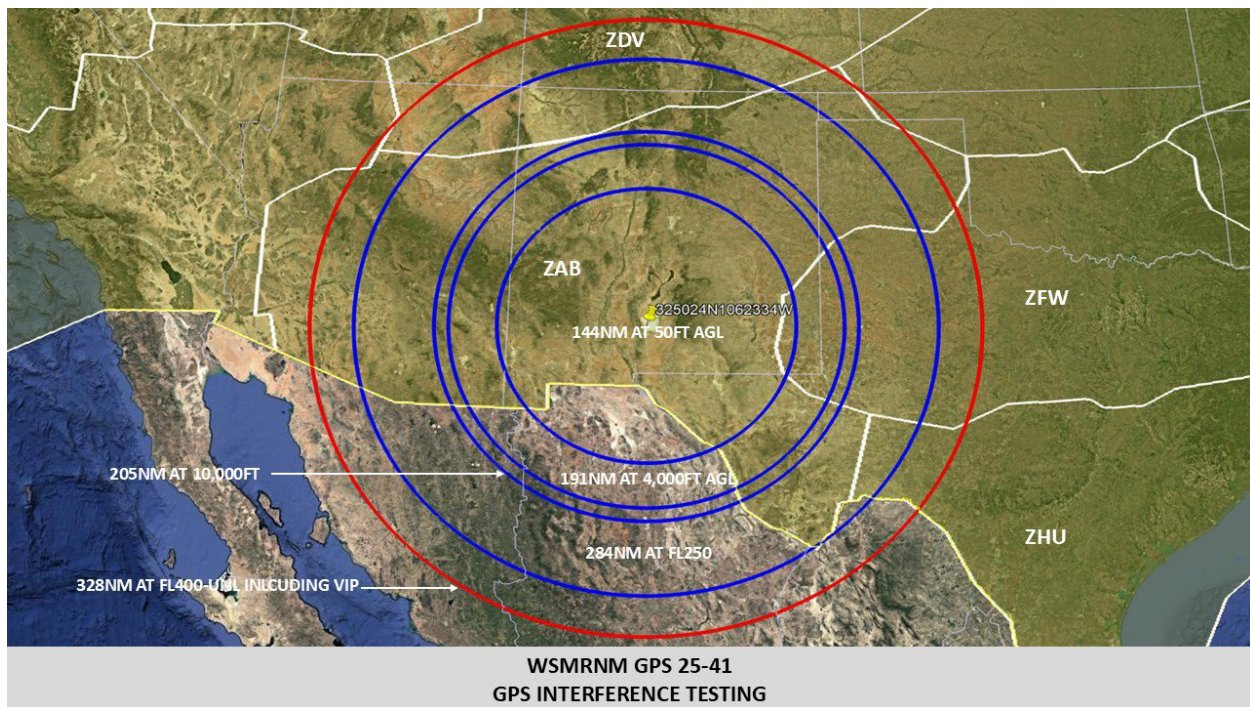 ZDV
ZAB
325024N1062334W
ZFW
144NM AT 50FT AGL
205NM AT 10,000FT
191NM AT 4,000FT AGL
ZHU
284NM AT FL250
328NM AT FL400-UNL INLCUDING VIP
WSMRNM GPS 25-41
GPS INTERFERENCE TESTING